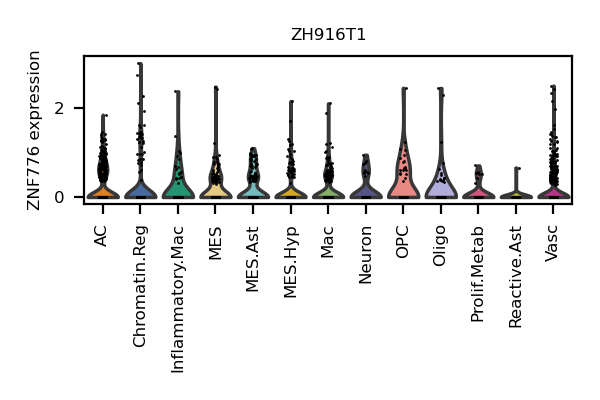 ZH916T1
ZNF776 expression
2
0
AC
Chromatin.Reg
Inflammatory.Mac
MES
MES.Ast
MES.Hyp
Mac
Neuron
OPC
Oligo
Prolif.Metab
Reactive.Ast
Vasc